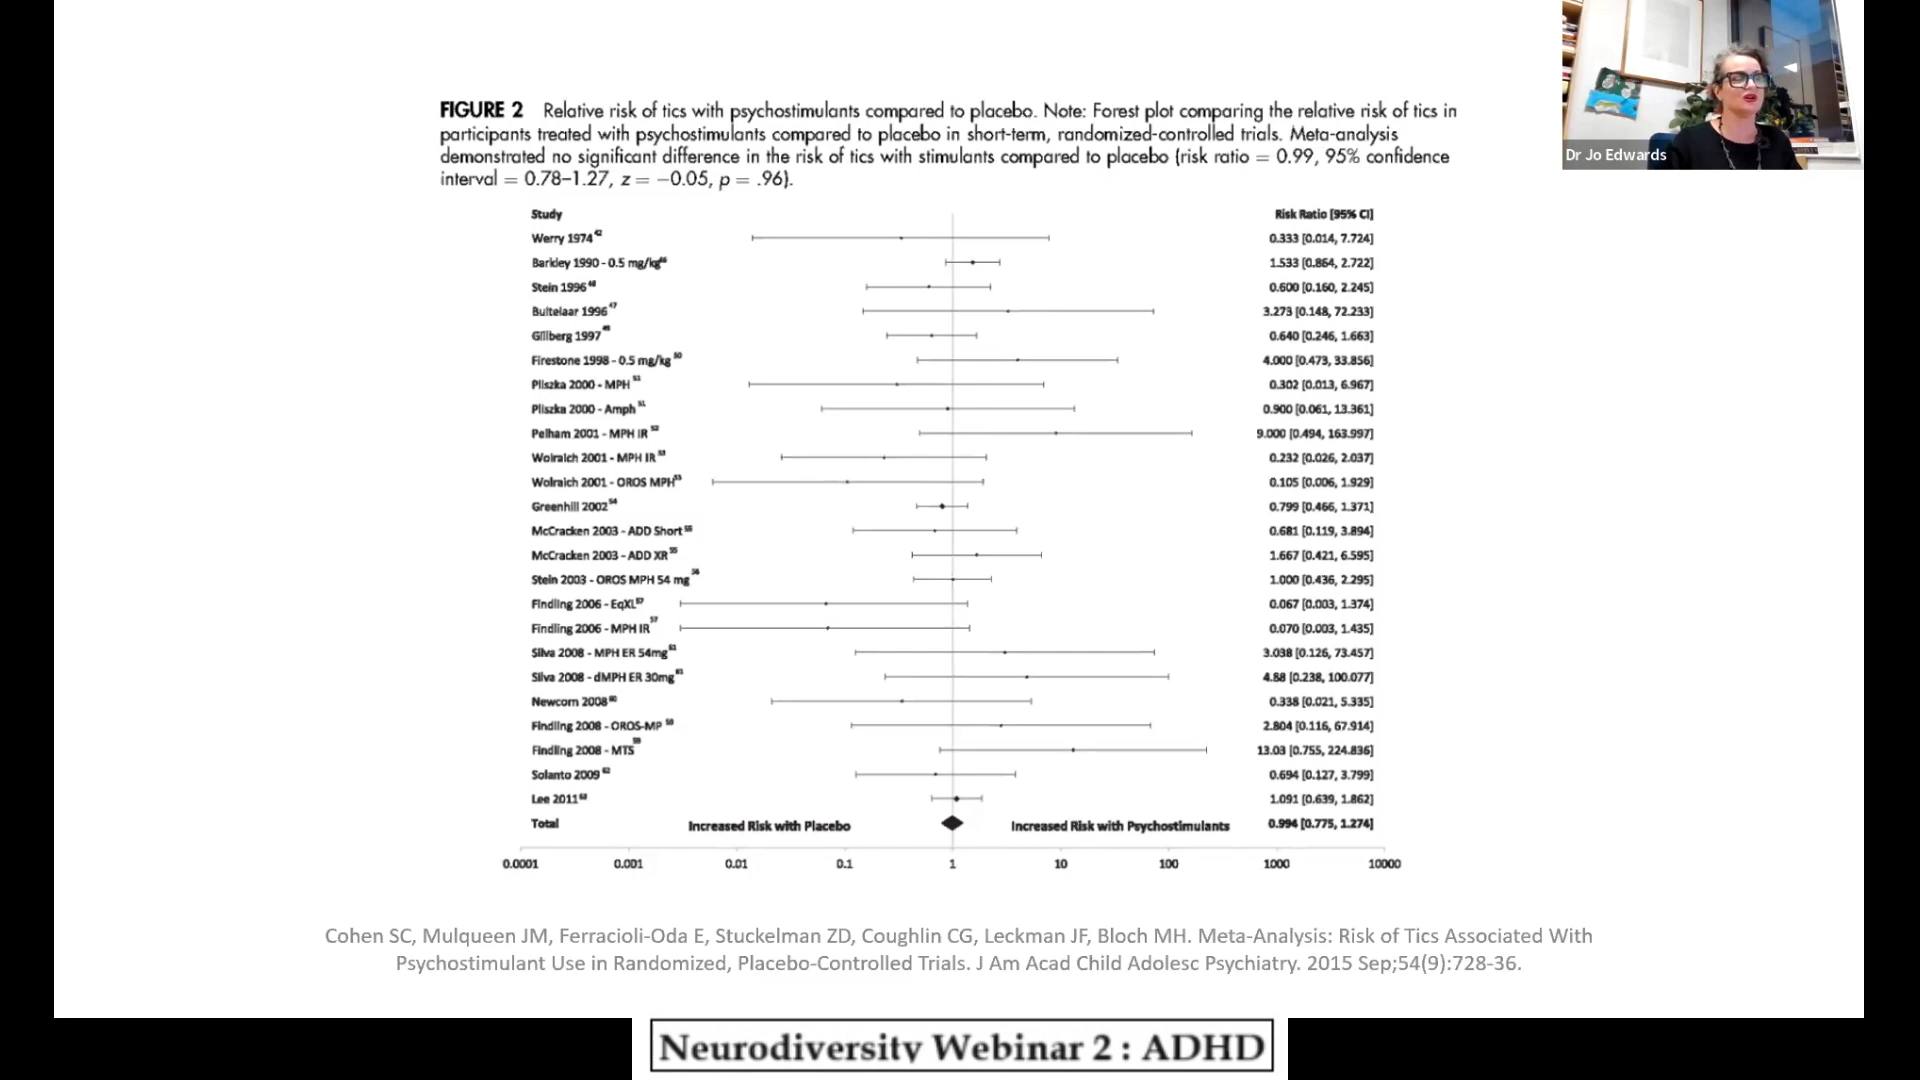 FIGURE 2 Relative risk of tics with psychostimulants compared to placebo. Note: Forest plot comparing the relative risk of tics in
participants treated with psychostimulants compared to placebo in short-term, randomized-controlled trials. Meta-analysis
demonstrated no significant difference in the risk of tics with stimulants compared to placebo (risk ratio = 0.99, 95% confidence
interval = 0.78–1.27, z = −0.05, p = .96).
Dr Jo Edwards
Study Risk Ratio [95% CI]
Werry 1974 42 0.333 [0.014, 7.724]
Barkley 1990 - 0.5 mg/kg 1.533 [0.864, 2.722]
Stein 1996 0.600 [0.160, 2.245]
Buitelaar 1996 47 3.273 [0.148, 72.233]
Gillberg 1997 0.640 [0.246, 1.663]
Firestone 1998 - 0.5 mg/kg 50 4.000 [0.473, 33.856]
Pliszka 2000 - MPH 51 0.302 [0.013, 6.967]
Pliszka 2000 - Amph 51 0.900 [0.061, 13.361]
Pelham 2001 - MPH IR 52 9.000 [0.494, 163.997]
Wolraich 2001 - MPH IR 53 0.232 [0.026, 2.037]
Wolraich 2001 - OROS MPH 53 0.105 [0.006, 1.929]
Greenhill 2002 54 0.799 [0.466, 1.371]
McCracken 2003 - ADD Short 55 0.681 [0.119, 3.894]
McCracken 2003 - ADD XR 55 1.667 [0.421, 6.595]
Stein 2003 - OROS MPH 54 mg 56 1.000 [0.436, 2.295]
Findling 2006 - EqXL 57 0.067 [0.003, 1.374]
Findling 2006 - MPH IR 57 0.070 [0.003, 1.435]
Silva 2008 - MPH ER 54mg 61 3.038 [0.126, 73.457]
Silva 2008 - dMPH ER 30mg 61 4.88 [0.238, 100.077]
Newcorn 2008 60 0.338 [0.021, 5.335]
Findling 2008 - OROS-MP 59 2.804 [0.116, 67.914]
Findling 2008 - MTS 59 13.03 [0.755, 224.836]
Solanto 2009 62 0.694 [0.127, 3.799]
Lee 2011 63 1.091 [0.639, 1.862]
Total Increased Risk with Placebo Increased Risk with Psychostimulants 0.994 [0.775, 1.274]
0.0001 0.001 0.01 0.1 1 10 100 1000 10000
Cohen SC, Mulqueen JM, Ferracioli-Oda E, Stuckelman ZD, Coughlin CG, Leckman JF, Bloch MH. Meta-Analysis: Risk of Tics Associated With
Psychostimulant Use in Randomized, Placebo-Controlled Trials. J Am Acad Child Adolesc Psychiatry. 2015 Sep;54(9):728-36.
Neurodiversity Webinar 2 : ADHD